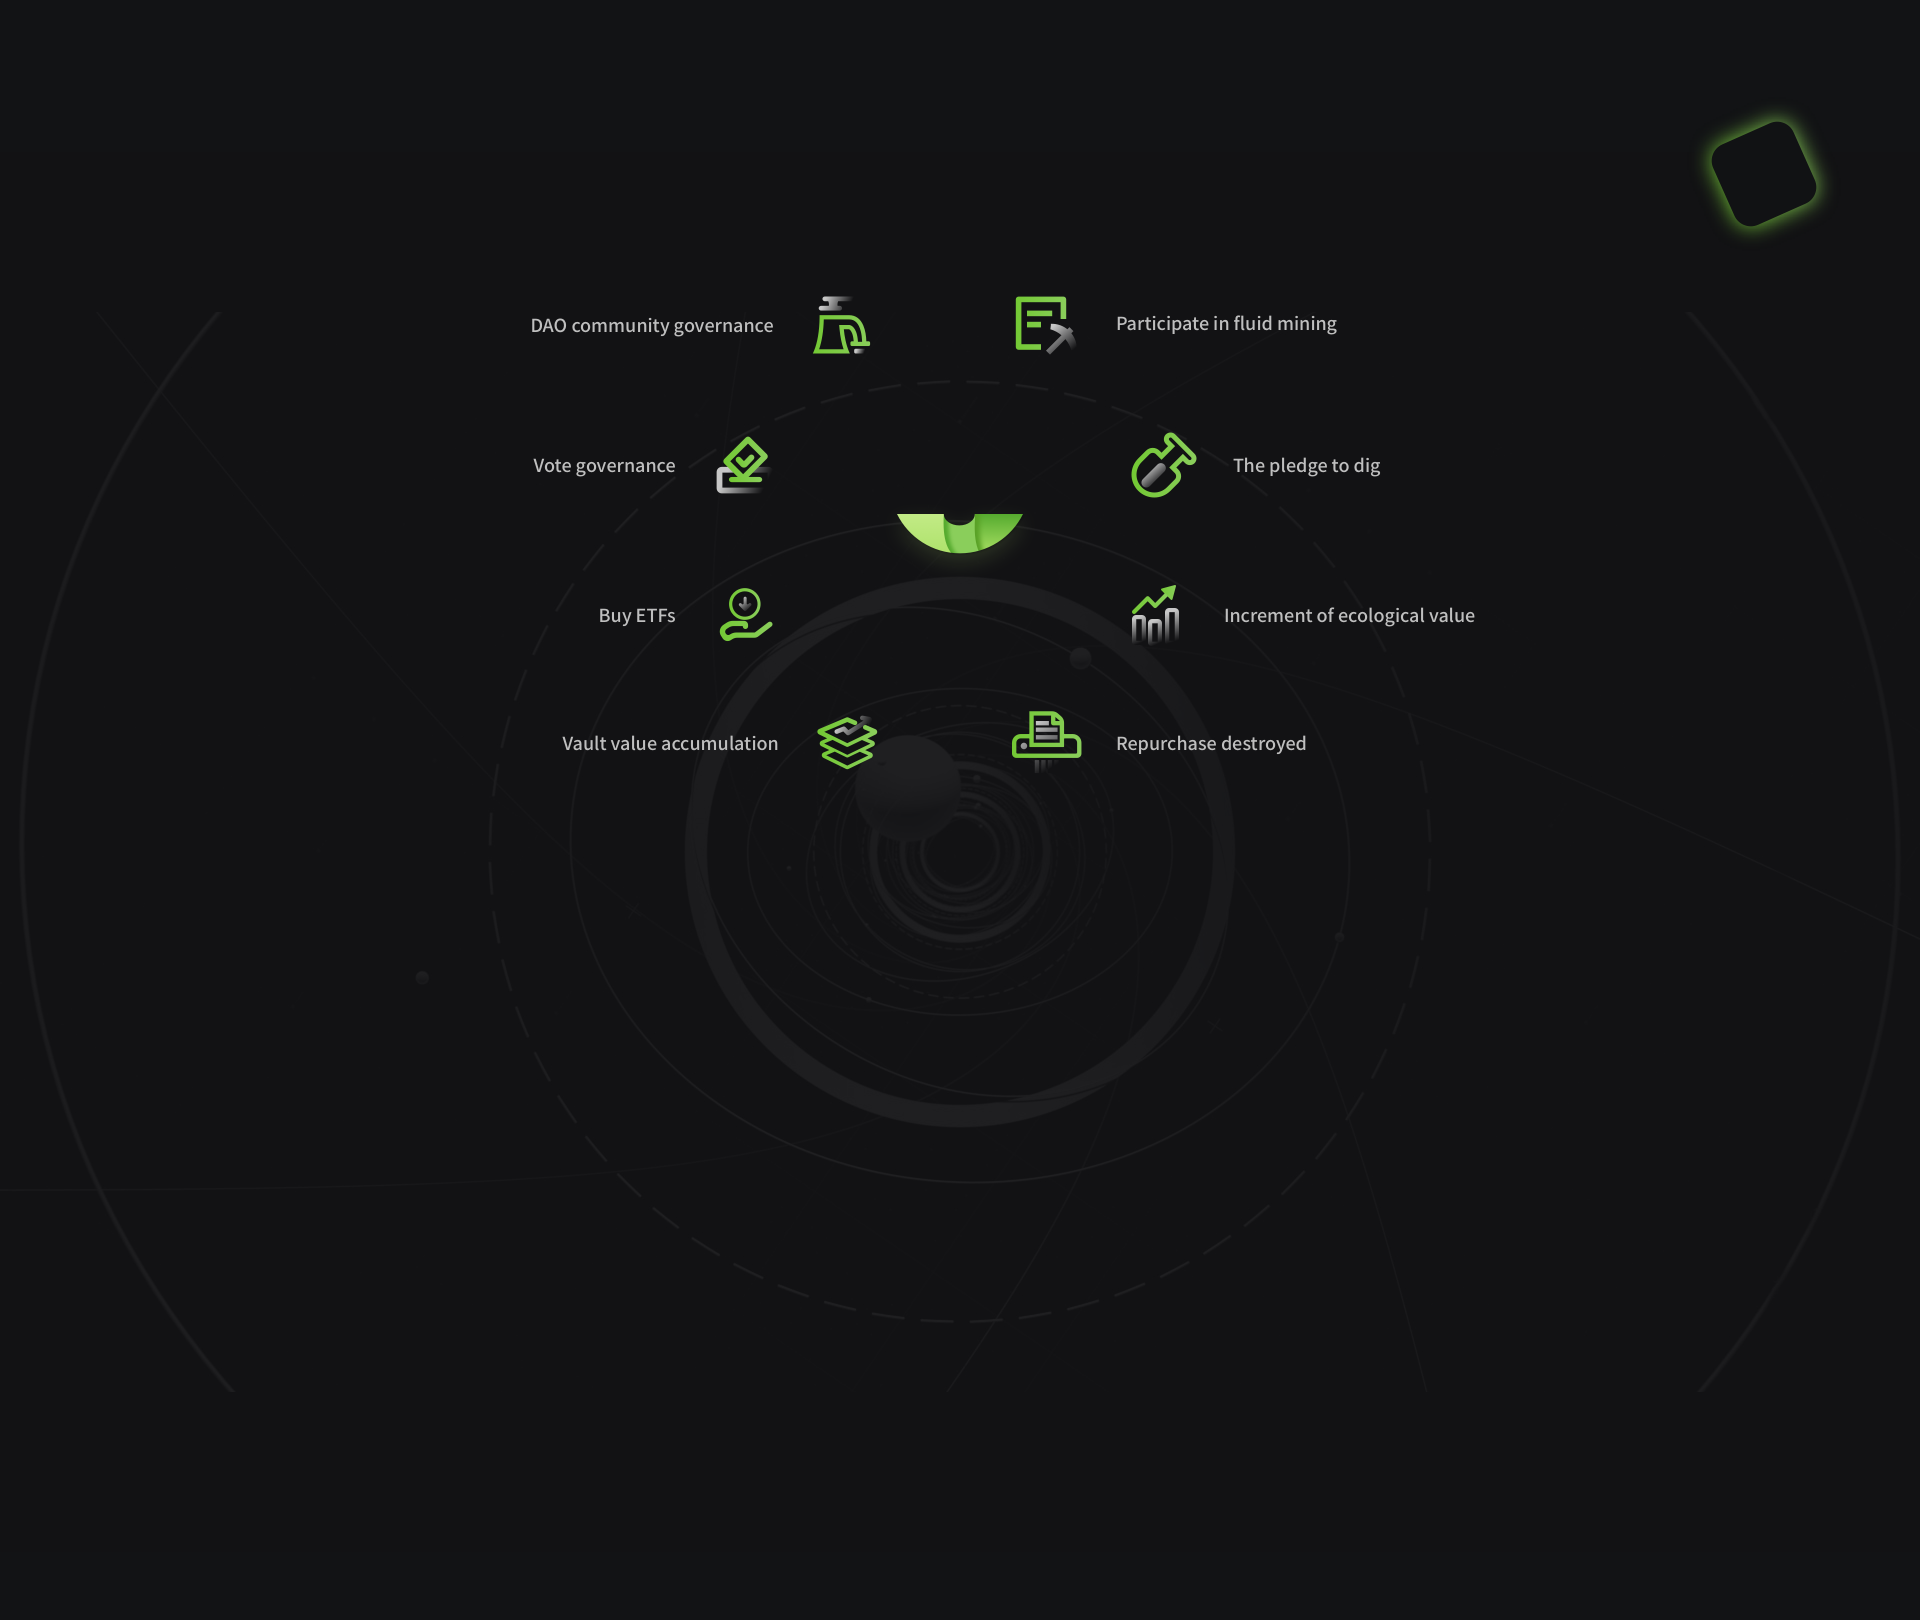 DAO community governance
Participate in fluid mining
Vote governance
The pledge to dig
Buy ETFs
Increment of ecological value
Vault value accumulation
Repurchase destroyed